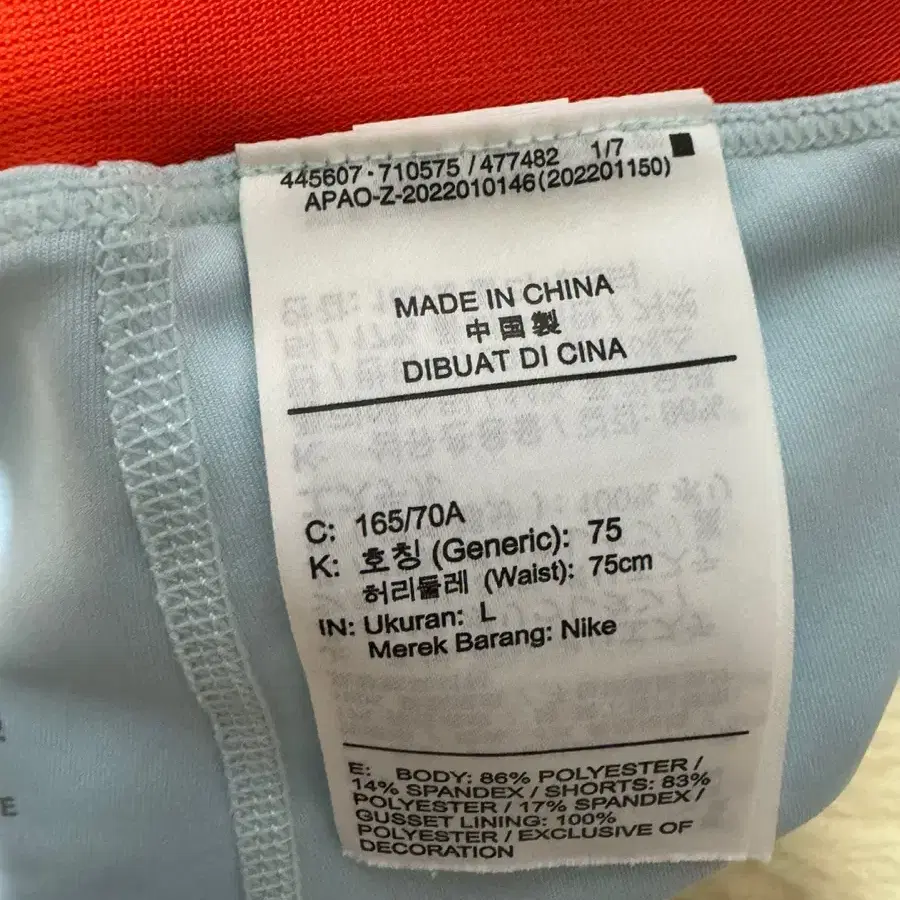 445607-710575 / 477482 1/7
APAO-Z-2022010146(202201150)
MADE IN CHINA
中国製
DIBUAT DI CINA
C: 165/70A
K: 호칭 (Generic): 75
허리둘레 (Waist): 75cm
IN: Ukuran: L
Merek Barang: Nike
E: BODY: 86% POLYESTER /
14% SPANDEX / SHORTS: 83%
POLYESTER / 17% SPANDEX /
GUSSET LINING: 100%
POLYESTER / EXCLUSIVE OF
DECORATION